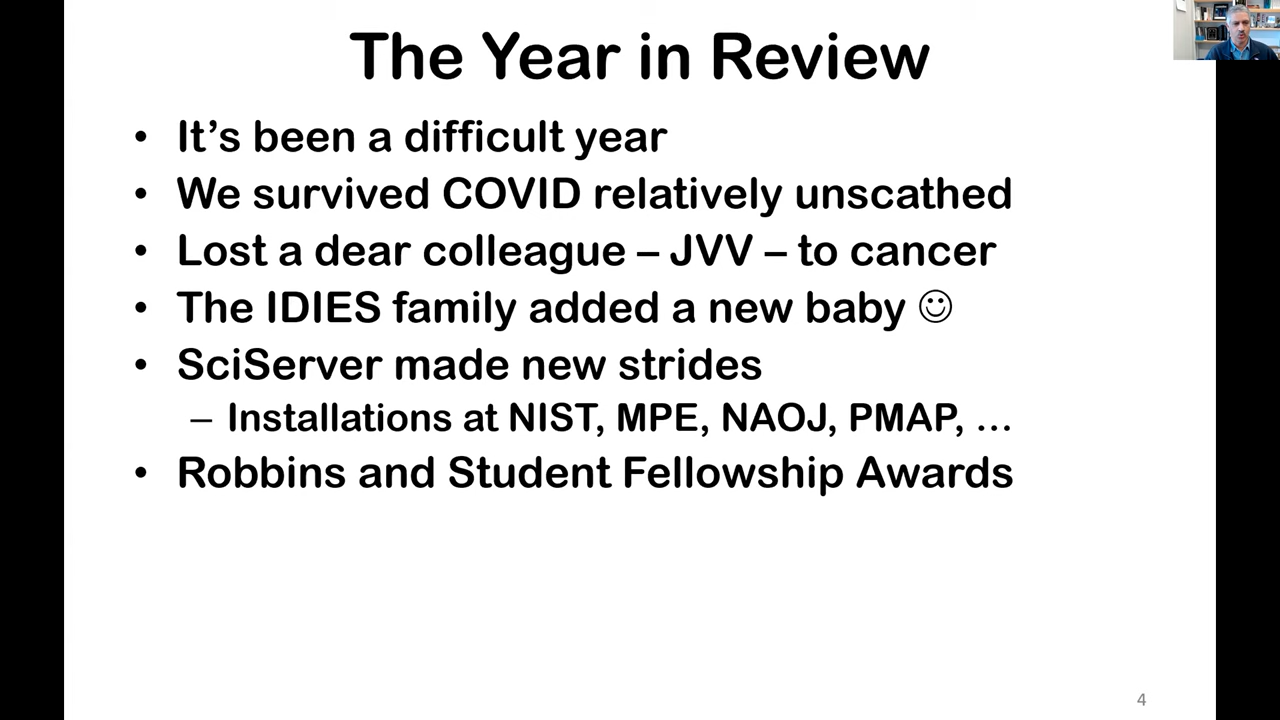 The Year in Review
• It’s been a difficult year
• We survived COVID relatively unscathed
• Lost a dear colleague – JVV – to cancer
• The IDIES family added a new baby ☺
• SciServer made new strides
– Installations at NIST, MPE, NAOJ, PMAP, …
• Robbins and Student Fellowship Awards
4